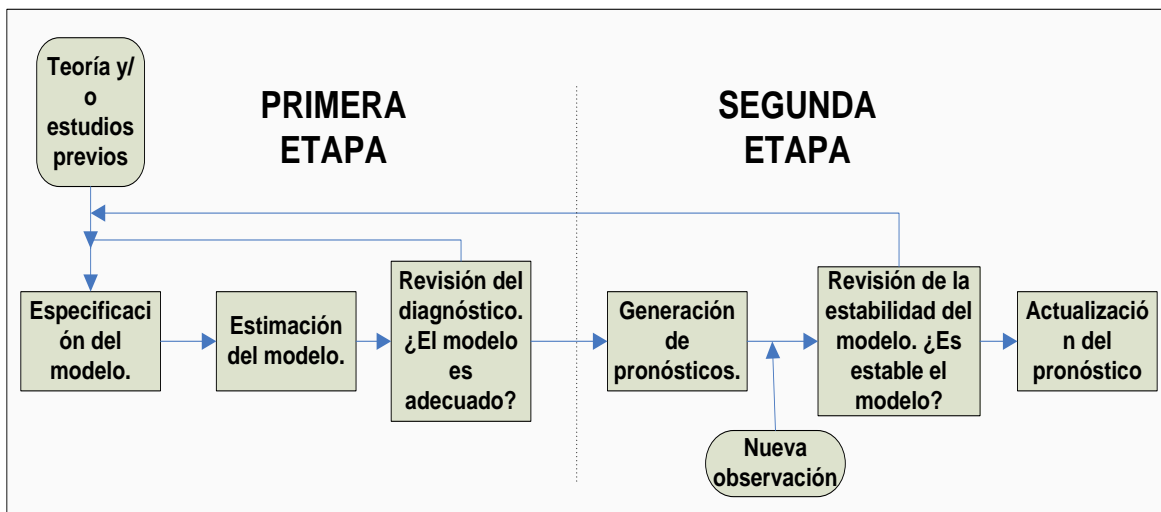 Teoría y/
o
estudios
previos
PRIMERA
ETAPA
SEGUNDA
ETAPA
Especificac
ón del
modelo.
Estimación
del modelo.
Revisión del
diagnóstico.
¿El modelo
es
adecuado?
Generación
de
pronósticos.
Revisión de la
estabilidad del
modelo. ¿Es
estable el
modelo?
Actualizació
n del
pronóstico
Nueva
observación